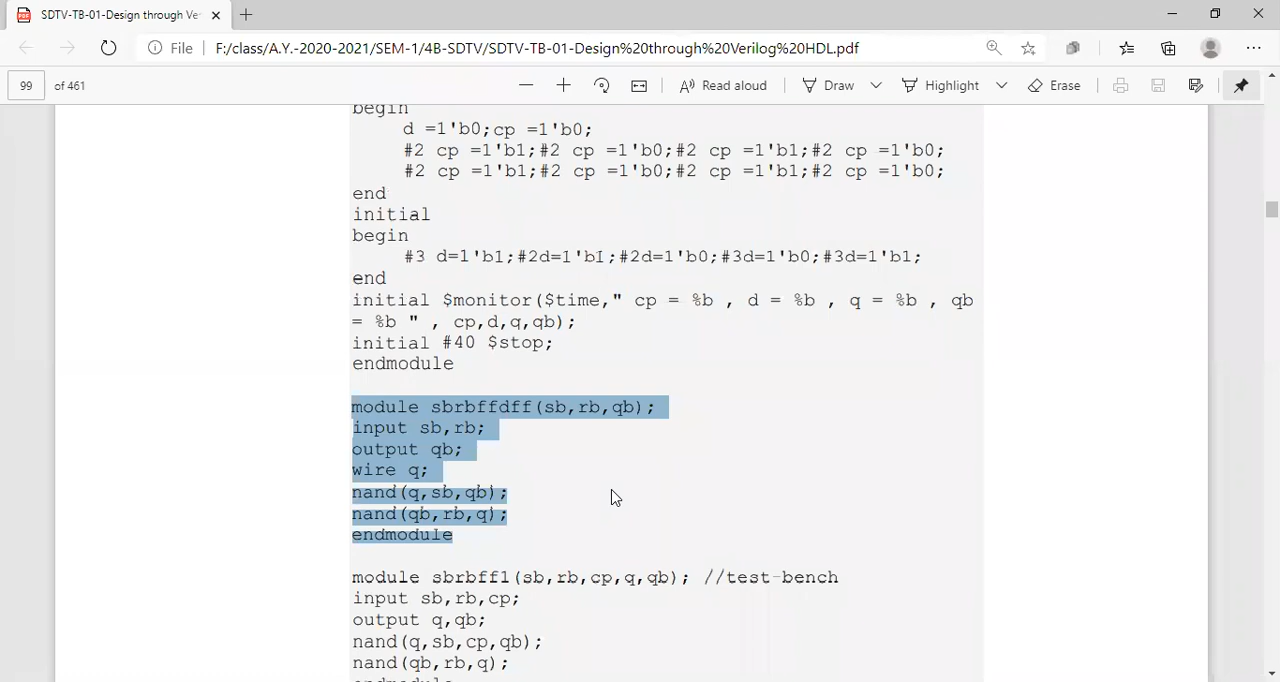 SDTV-TB-01-Design through Ve
File F:/class/A.Y.-2020-2021/SEM-1/4B-SDTV/SDTV-TB-01-Design%20through%20Verilog%20HDL.pdf
99 of 461 Read aloud Draw Highlight Erase
begin
d =1'b0;cp =1'b0;
#2 cp =1'b1;#2 cp =1'b0;#2 cp =1'b1;#2 cp =1'b0;
#2 cp =1'b1;#2 cp =1'b0;#2 cp =1'b1;#2 cp =1'b0;
end
initial
begin
#3 d=1'b1;#2d=1'b1;#2d=1'b0;#3d=1'b0;#3d=1'b1;
end
initial $monitor($time," cp = %b , d = %b , q = %b , qb
= %b " , cp,d,q,qb);
initial #40 $stop;
endmodule
module sbrbffdff(sb,rb,qb);
input sb,rb;
output qb;
wire q;
nand(q,sb,qb);
nand(qb,rb,q);
endmodule
module sbrbff1(sb,rb,cp,q,qb); //test-bench
input sb,rb,cp;
output q,qb;
nand(q,sb,cp,qb);
nand(qb,rb,q);
endmodule